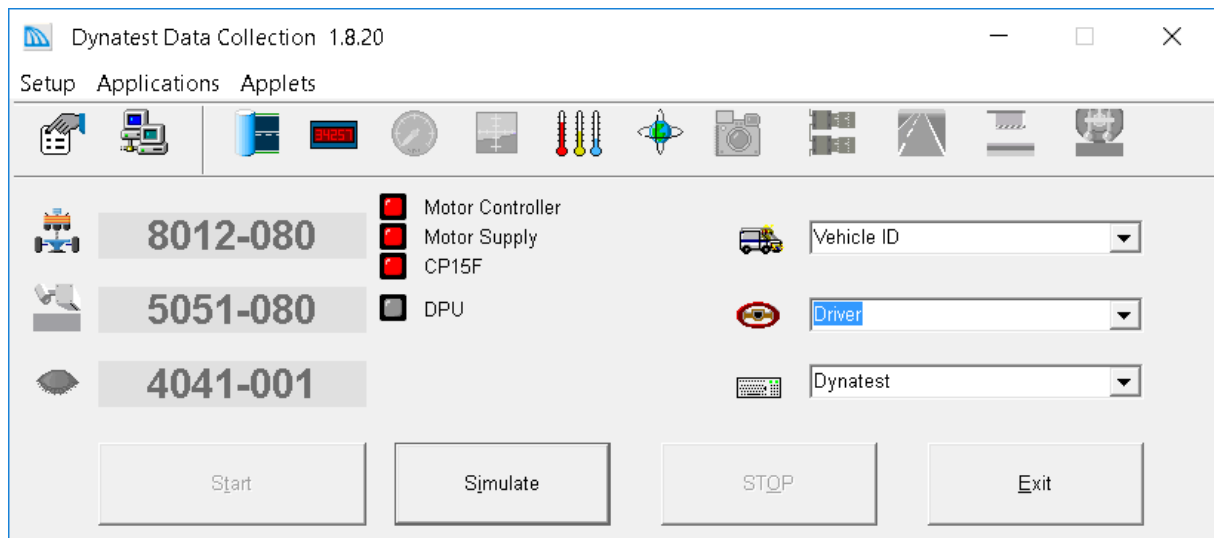 Dynatest Data Collection 1.8.20
Setup Applications Applets
34257
8012-080
Motor Controller
Motor Supply
CP15F
Vehicle ID
5051-080
DPU
Driver
4041-001
Dynatest
Start
Simulate
STOP
Exit